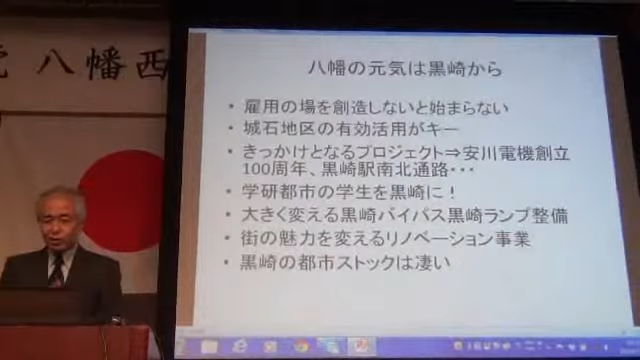 八幡西
八幡の元気は黒崎から
• 雇用の場を創造しないと始まらない
• 城石地区の有効活用がキー
• きっかけとなるプロジェクト⇒安川電機創立
100周年、黒崎駅南北通路・・・
• 学研都市の学生を黒崎に！
• 大きく変える黒崎バイパス黒崎ランプ整備
• 街の魅力を変えるリノベーション事業
• 黒崎の都市ストックは凄い